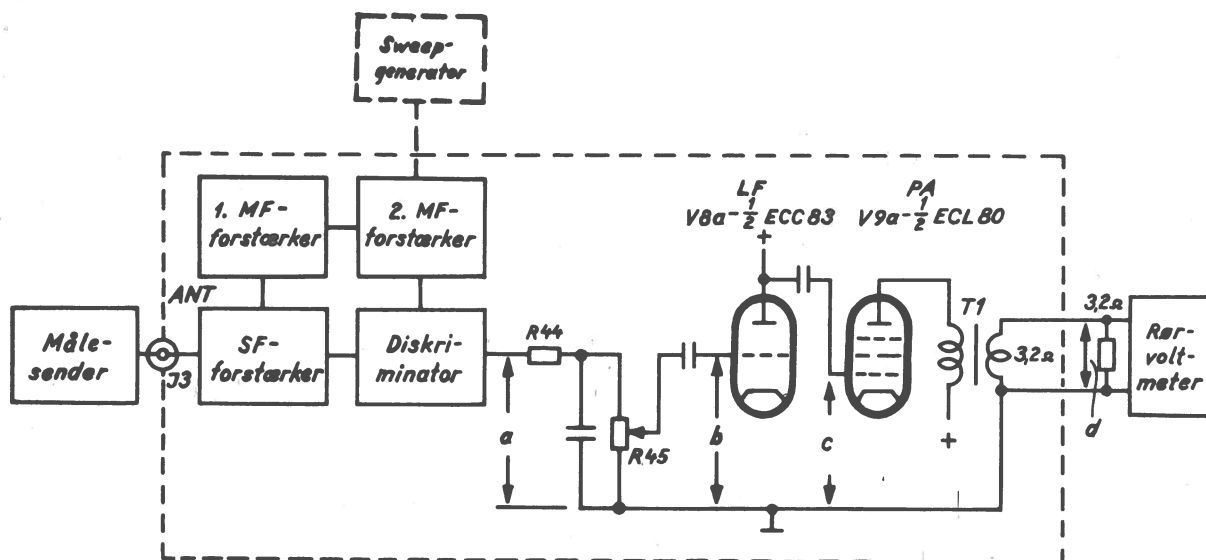 Sweep-
generator
1. MF-
forstærker
2. MF-
forstærker
LF
V8a-½ ECC83
+
PA
V9a-½ ECL80
ANT
J3
Måle-
sender
SF-
forstærker
Diskri-
minator
R44
R45
a
b
c
T1
+
3,2Ω
3,2Ω
d
Rør-
volt-
meter